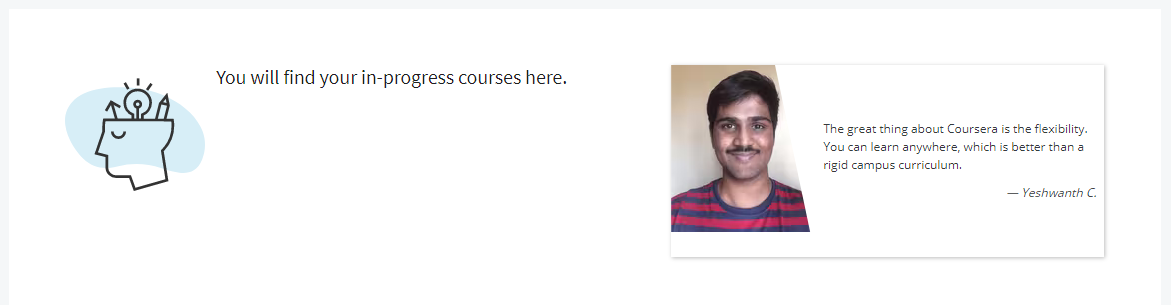 You will find your in-progress courses here.
The great thing about Coursera is the flexibility.
You can learn anywhere, which is better than a
rigid campus curriculum.
— Yeshwanth C.